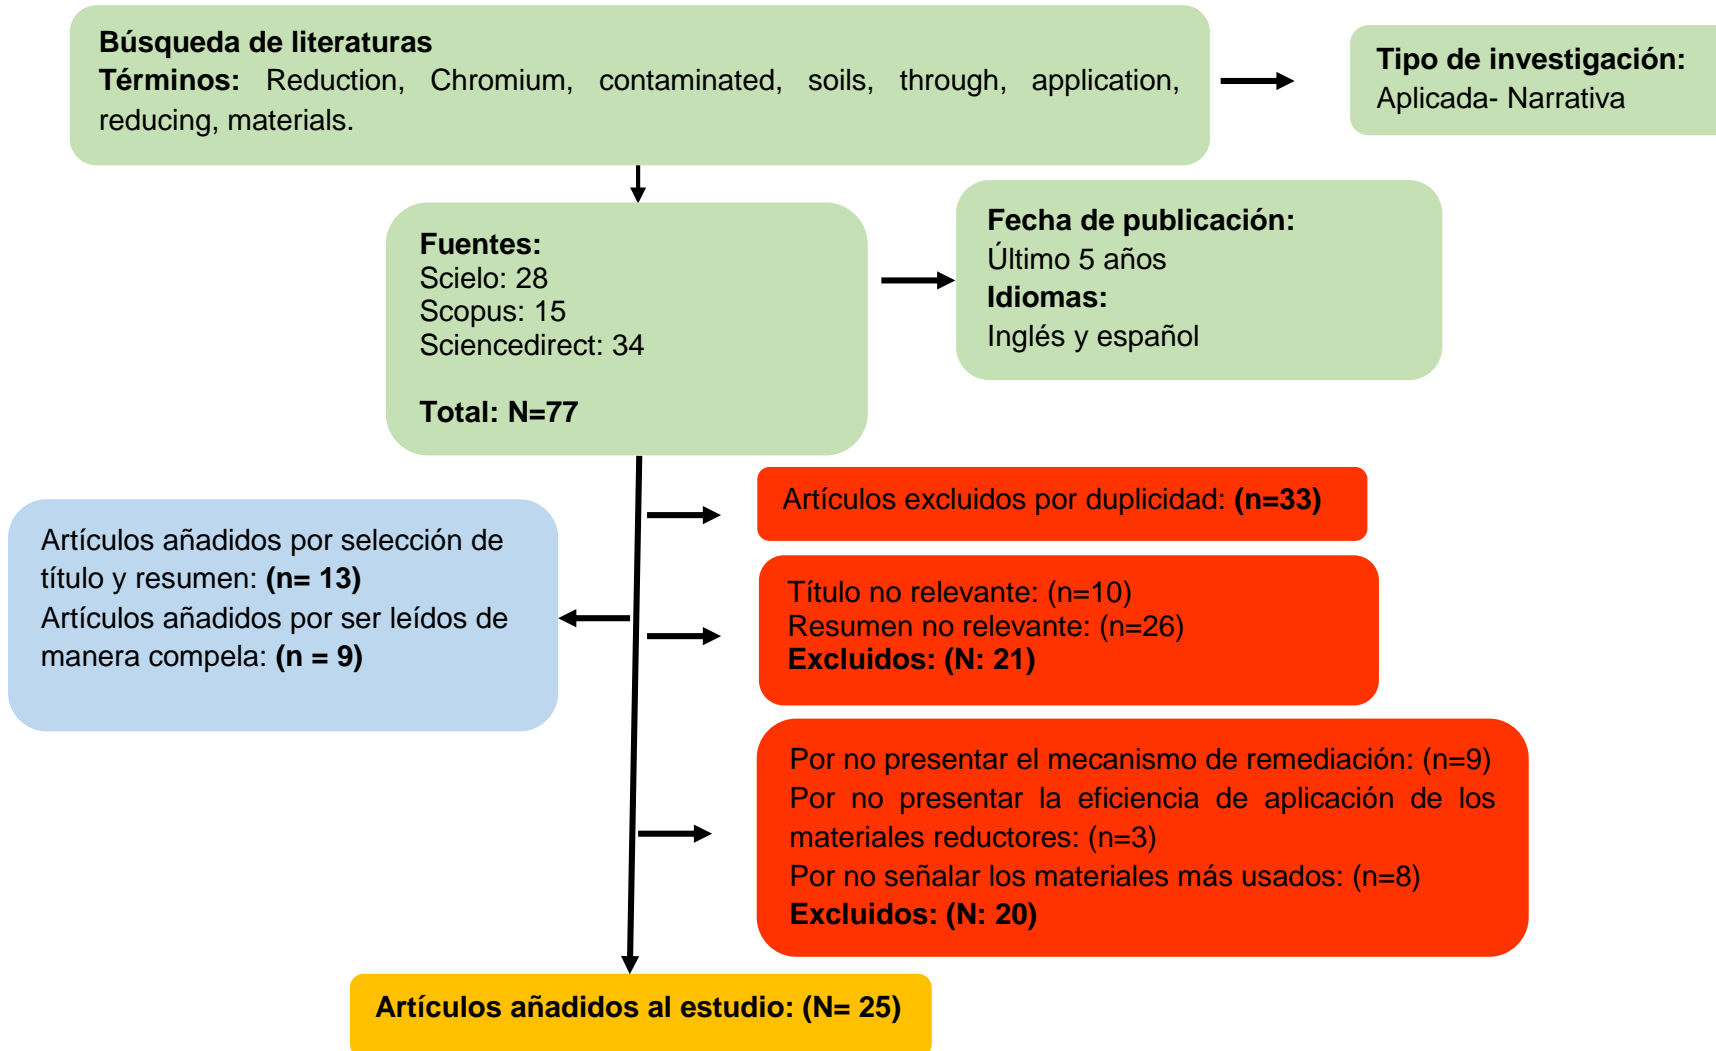 Búsqueda de literaturas
Términos: Reduction, Chromium, contaminated, soils, through, application,
reducing, materials.
Tipo de investigación:
Aplicada- Narrativa
Fuentes:
Scielo: 28
Scopus: 15
Sciencedirect: 34
Total: N=77
Fecha de publicación:
Último 5 años
Idiomas:
Inglés y español
Artículos excluidos por duplicidad: (n=33)
Artículos añadidos por selección de
título y resumen: (n= 13)
Artículos añadidos por ser leídos de
manera compela: (n = 9)
Título no relevante: (n=10)
Resumen no relevante: (n=26)
Excluidos: (N: 21)
Por no presentar el mecanismo de remediación: (n=9)
Por no presentar la eficiencia de aplicación de los
materiales reductores: (n=3)
Por no señalar los materiales más usados: (n=8)
Excluidos: (N: 20)
Artículos añadidos al estudio: (N= 25)